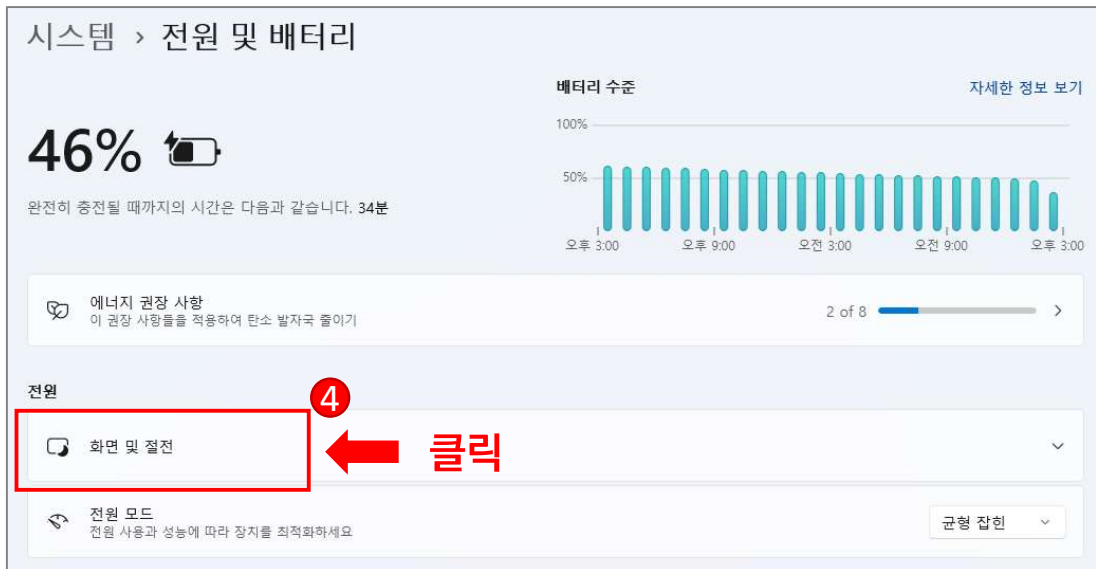 시스템 › 전원 및 배터리
배터리 수준
자세한 정보 보기
100%
46%
50%
완전히 충전될 때까지의 시간은 다음과 같습니다. 34분
오후 3:00 오후 9:00 오전 3:00 오전 9:00 오후 3:00
에너지 권장 사항
이 권장 사항들을 적용하여 탄소 발자국 줄이기
2 of 8
전원
4
화면 및 절전
클릭
전원 모드
전원 사용과 성능에 따라 장치를 최적화하세요
균형 잡힌